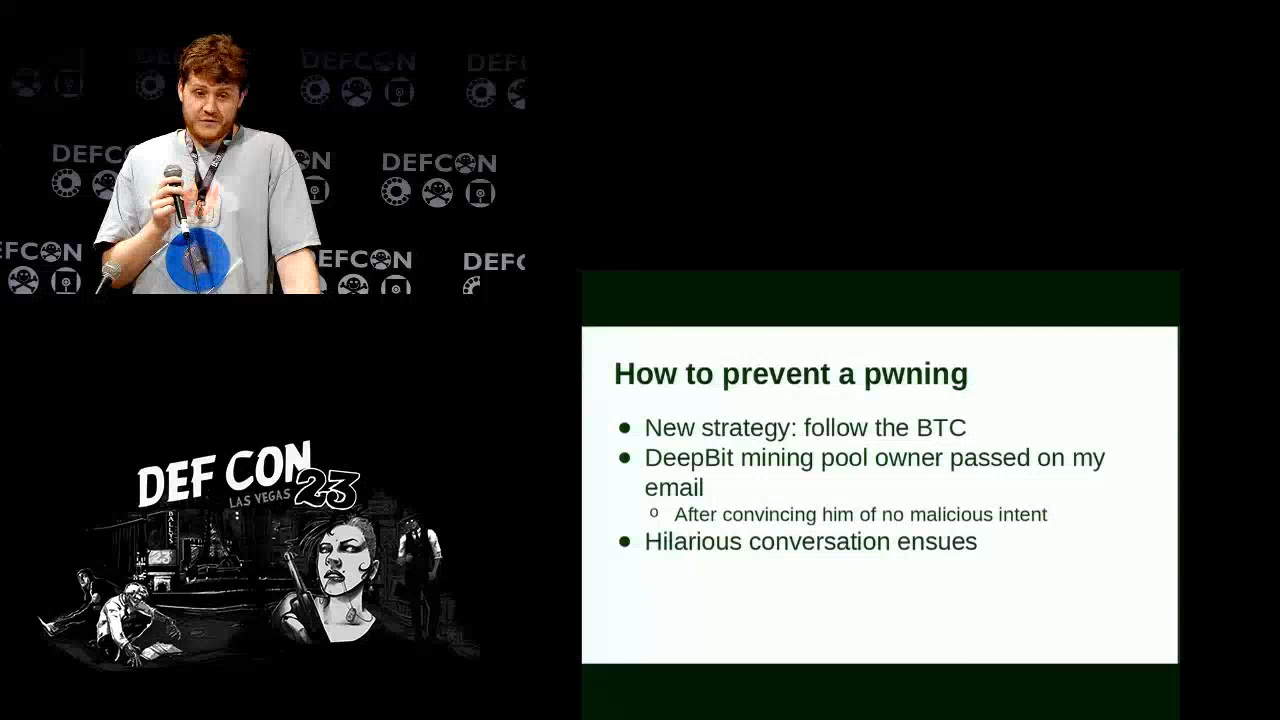 DEFCON
DEFCON
DEFCON
DEFCON
DEFCON
DEF CON 23
LAS VEGAS
BALLYS
How to prevent a pwning
● New strategy: follow the BTC
● DeepBit mining pool owner passed on my
email
o After convincing him of no malicious intent
● Hilarious conversation ensues